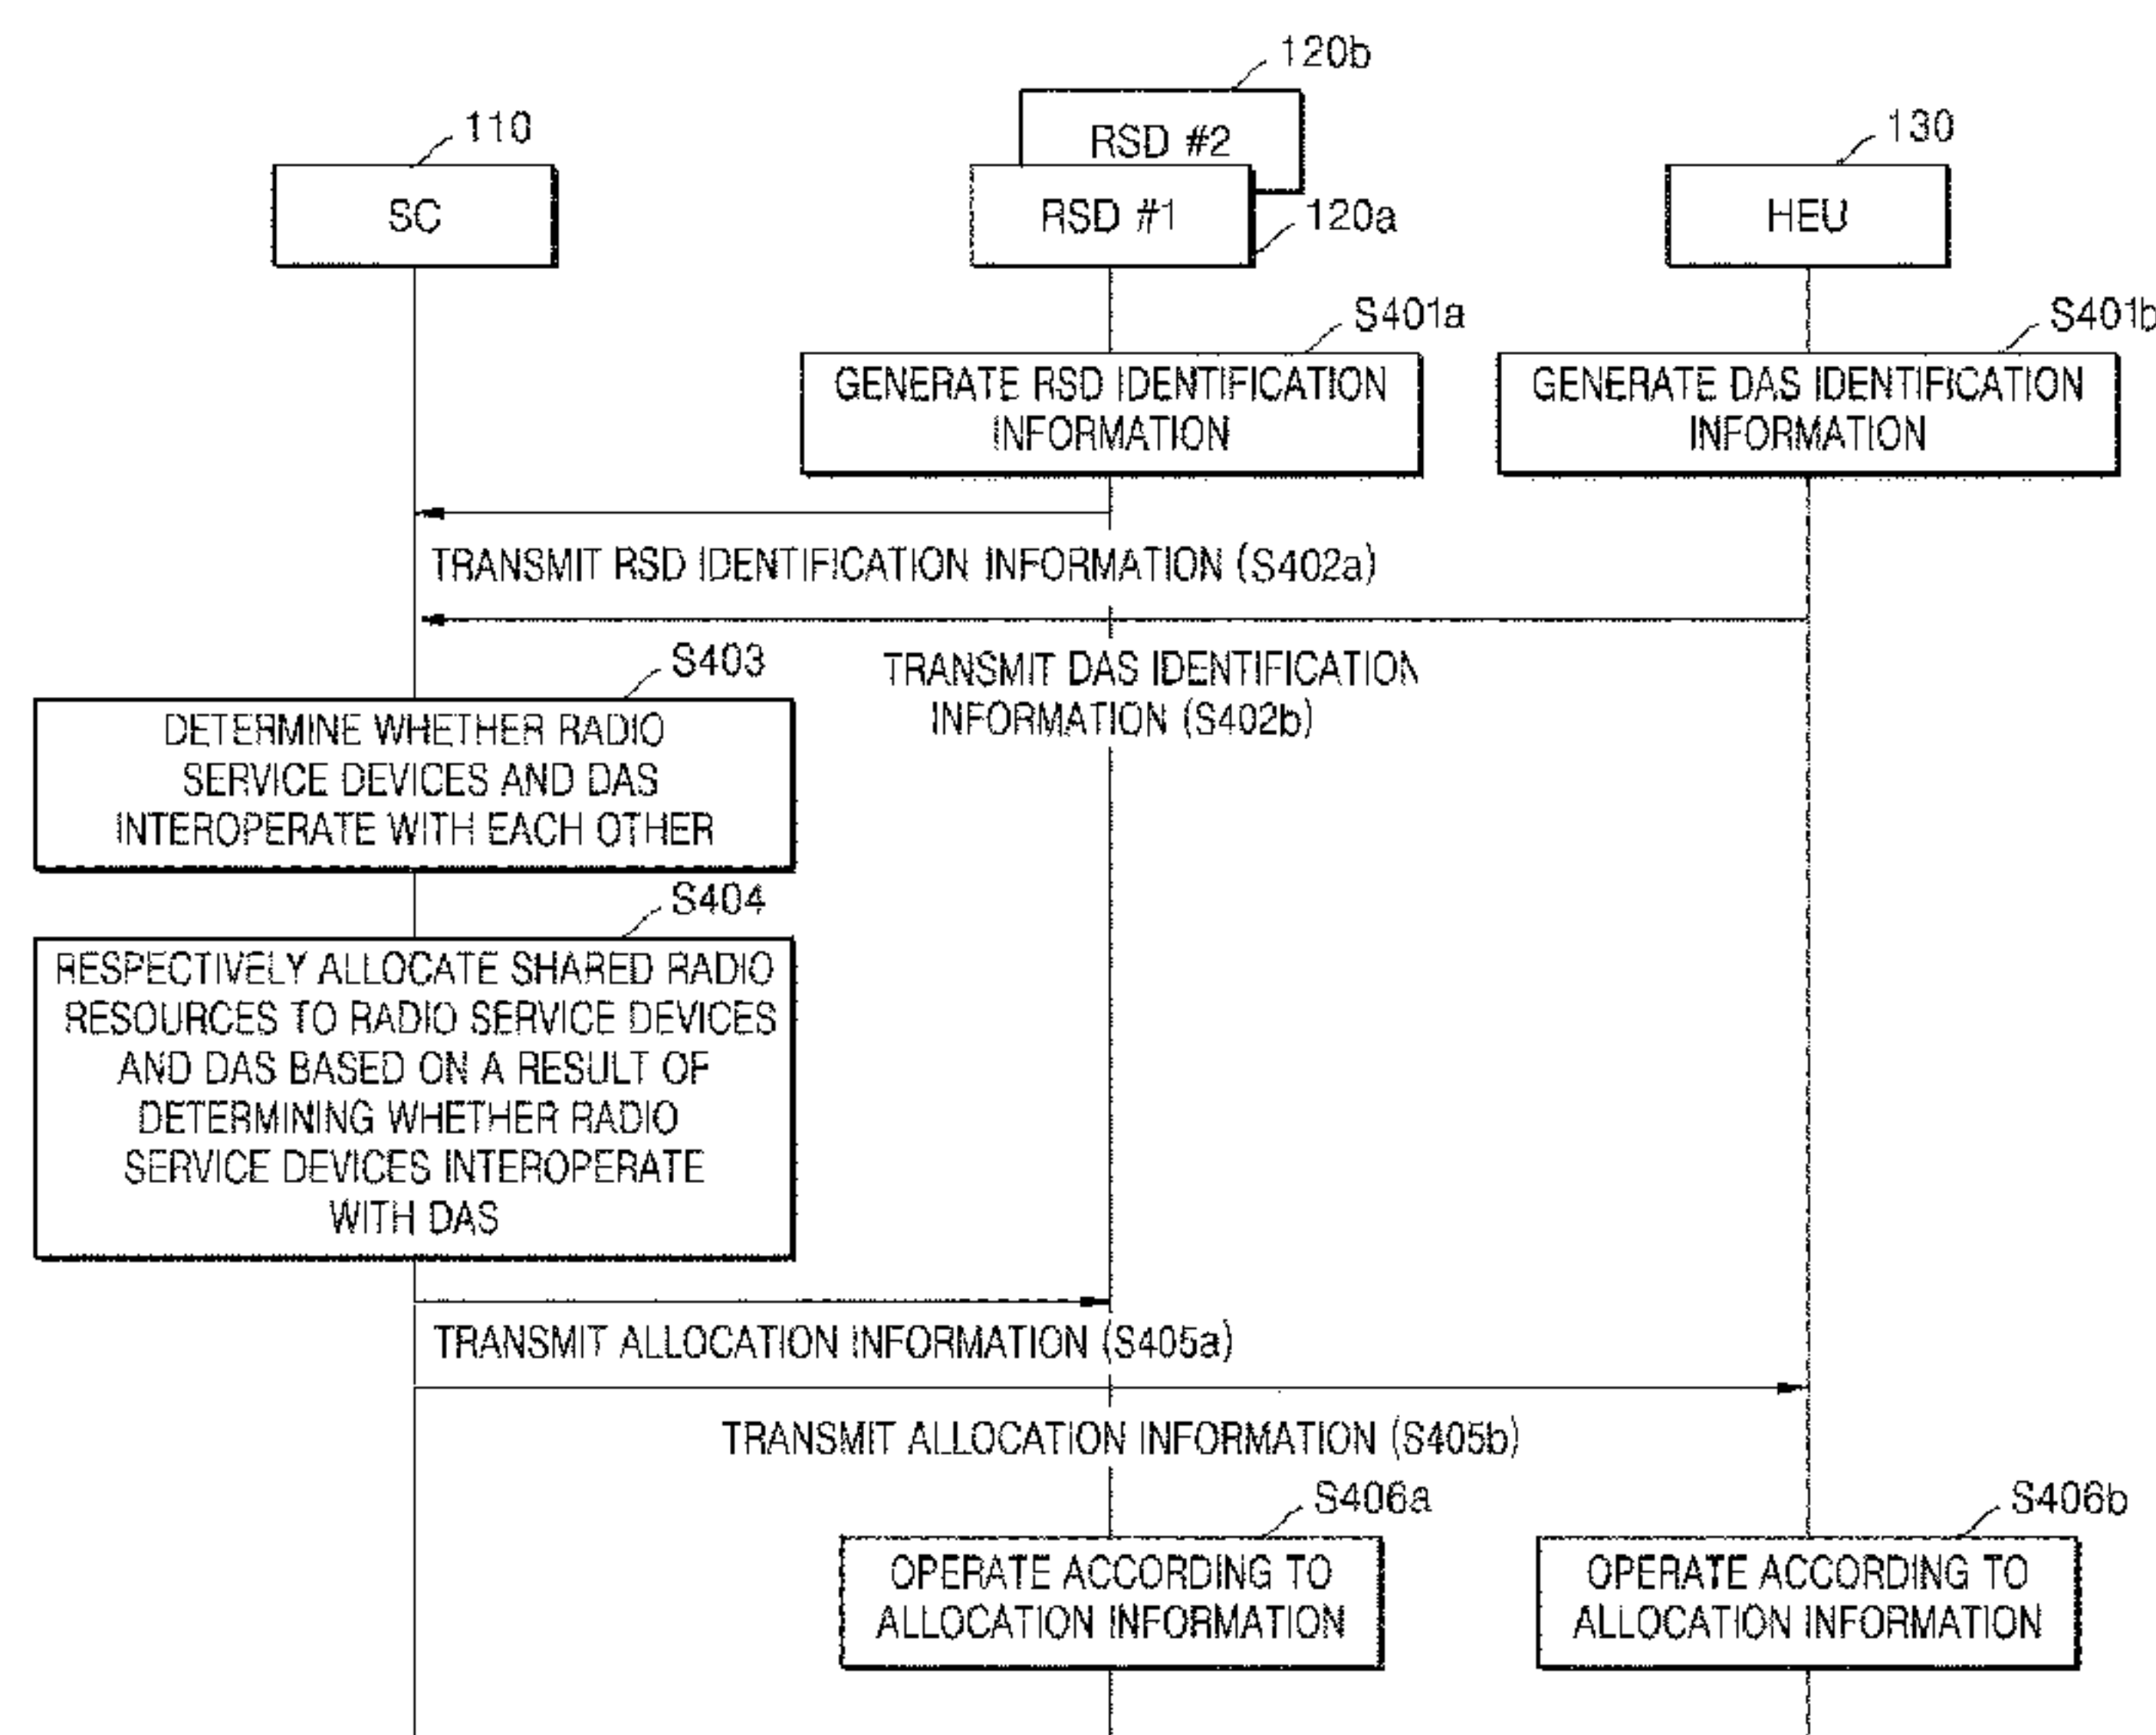 120b
110
RSD #2
130
SC
RSD #1
120a
HEU
S401a
S401b
GENERATE RSD IDENTIFICATION
INFORMATION
GENERATE DAS IDENTIFICATION
INFORMATION
TRANSMIT RSD IDENTIFICATION INFORMATION (S402a)
TRANSMIT DAS IDENTIFICATION
INFORMATION (S402b)
S403
DETERMINE WHETHER RADIO
SERVICE DEVICES AND DAS
INTEROPERATE WITH EACH OTHER
S404
RESPECTIVELY ALLOCATE SHARED RADIO
RESOURCES TO RADIO SERVICE DEVICES
AND DAS BASED ON A RESULT OF
DETERMINING WHETHER RADIO
SERVICE DEVICES INTEROPERATE
WITH DAS
TRANSMIT ALLOCATION INFORMATION (S405a)
TRANSMIT ALLOCATION INFORMATION (S405b)
S406a
S406b
OPERATE ACCORDING TO
ALLOCATION INFORMATION
OPERATE ACCORDING TO
ALLOCATION INFORMATION